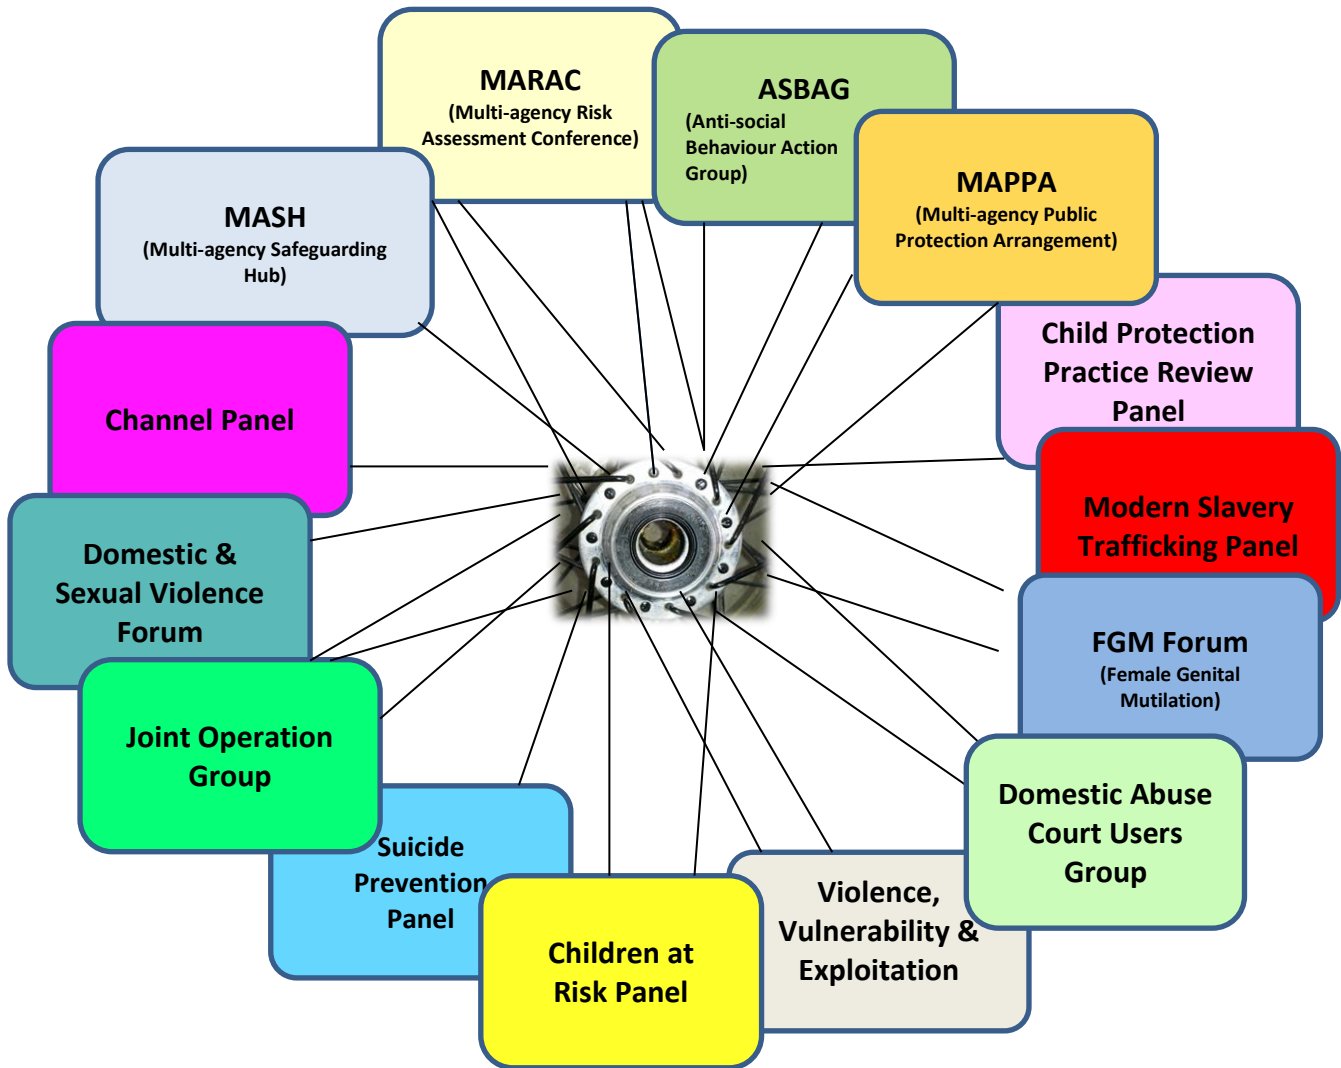 MARAC
(Multi-agency Risk
Assessment Conference)
ASBAG
(Anti-social
Behaviour Action
Group)
MAPPA
(Multi-agency Public
Protection Arrangement)
MASH
(Multi-agency Safeguarding
Hub)
Child Protection
Practice Review
Panel
Channel Panel
Modern Slavery
Trafficking Panel
Domestic &
Sexual Violence
Forum
FGM Forum
(Female Genital
Mutilation)
Joint Operation
Group
Domestic Abuse
Court Users
Group
Suicide
Prevention
Panel
Violence,
Vulnerability &
Exploitation
Children at
Risk Panel